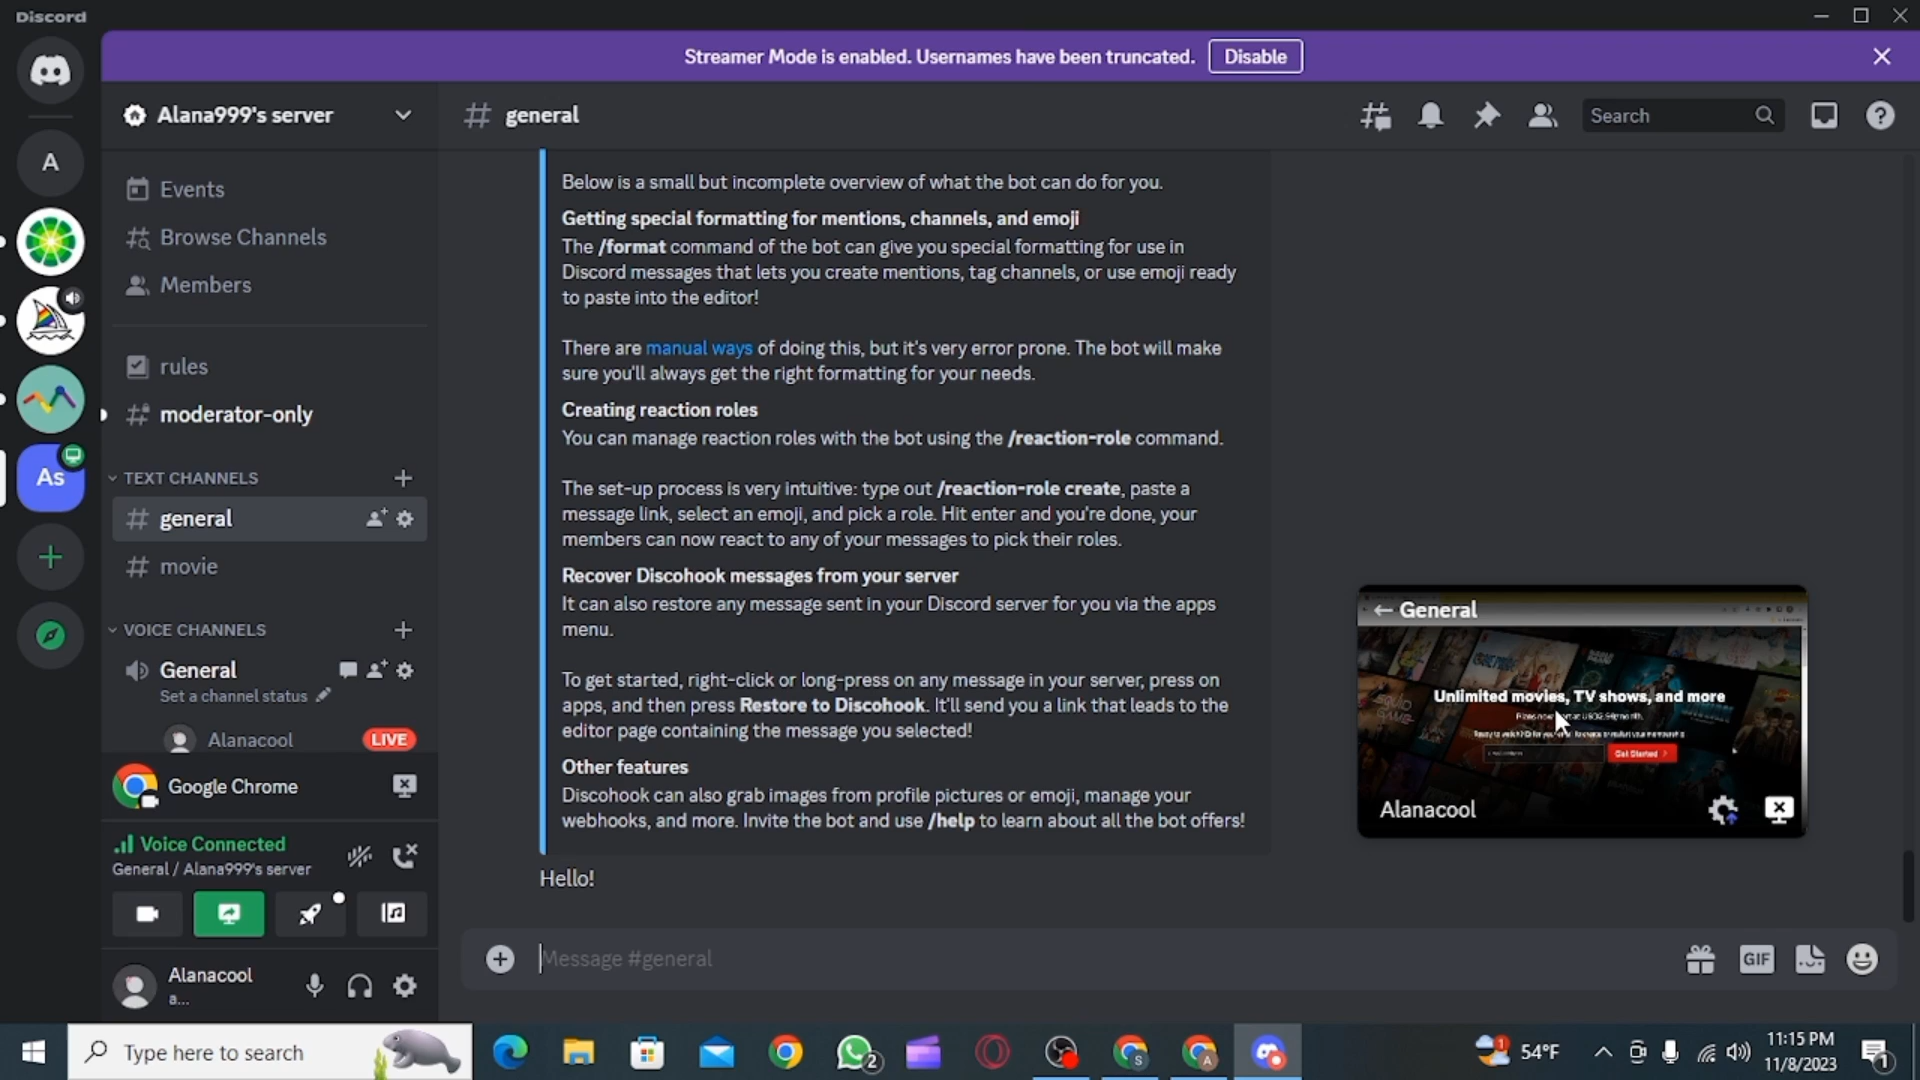 Discord
Streamer Mode is enabled. Usernames have been truncated.
Disable
Alana999's server
general
Search
A
As
Events
Browse Channels
Members
rules
moderator-only
TEXT CHANNELS
general
movie
VOICE CHANNELS
General
Set a channel status
Alanacool
LIVE
Google Chrome
Voice Connected
General / Alana999's server
Alanacool
a...
Below is a small but incomplete overview of what the bot can do for you.
Getting special formatting for mentions, channels, and emoji
The /format command of the bot can give you special formatting for use in
Discord messages that lets you create mentions, tag channels, or use emoji ready
to paste into the editor!
There are manual ways of doing this, but it's very error prone. The bot will make
sure you'll always get the right formatting for your needs.
Creating reaction roles
You can manage reaction roles with the bot using the /reaction-role command.
The set-up process is very intuitive: type out /reaction-role create, paste a
message link, select an emoji, and pick a role. Hit enter and you're done, your
members can now react to any of your messages to pick their roles.
Recover Discohook messages from your server
It can also restore any message sent in your Discord server for you via the apps
menu.
To get started, right-click or long-press on any message in your server, press on
apps, and then press Restore to Discohook. It'll send you a link that leads to the
editor page containing the message you selected!
Other features
Discohook can also grab images from profile pictures or emoji, manage your
webhooks, and more. Invite the bot and use /help to learn about all the bot offers!
Hello!
Message #general
GIF
General
Unlimited movies, TV shows, and more
Get Started
Alanacool
Type here to search
2
S
A
54°F
11:15 PM
11/8/2023
1